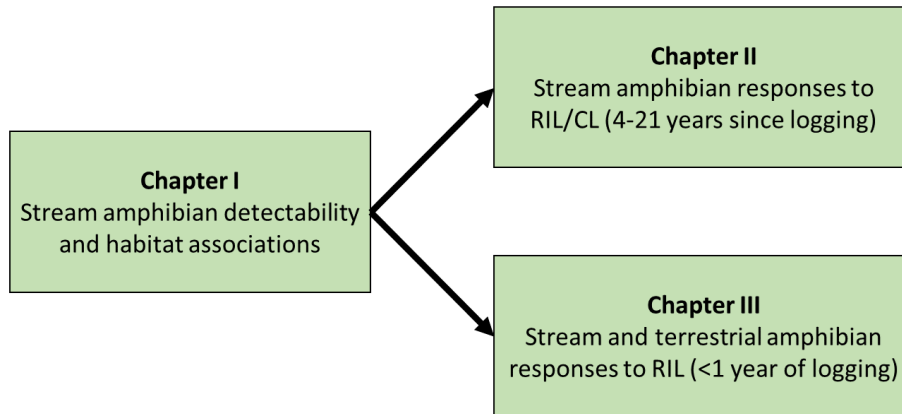 Chapter I
Stream amphibian detectability
and habitat associations
Chapter II
Stream amphibian responses to
RIL/CL (4-21 years since logging)
Chapter III
Stream and terrestrial amphibian
responses to RIL (<1 year of logging)